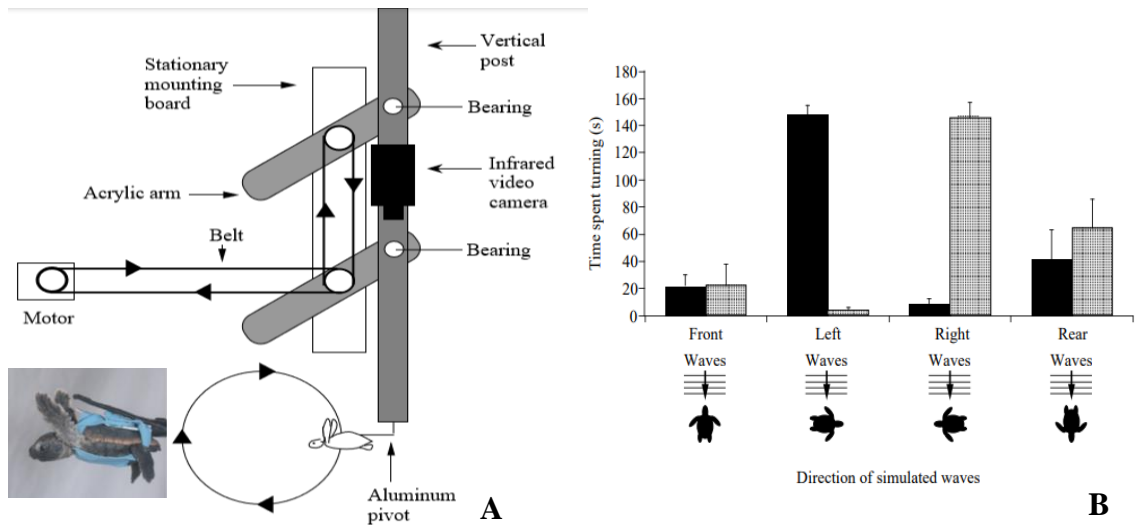 Vertical
post
Stationary
mounting
board
Bearing
Infrared
video
camera
Acrylic arm
Belt
Bearing
Motor
Aluminum
pivot
A
Time spent turning (s)
180
160
140
120
100
80
60
40
20
0
Front
Left
Right
Rear
Waves
Waves
Waves
Waves
Direction of simulated waves
B